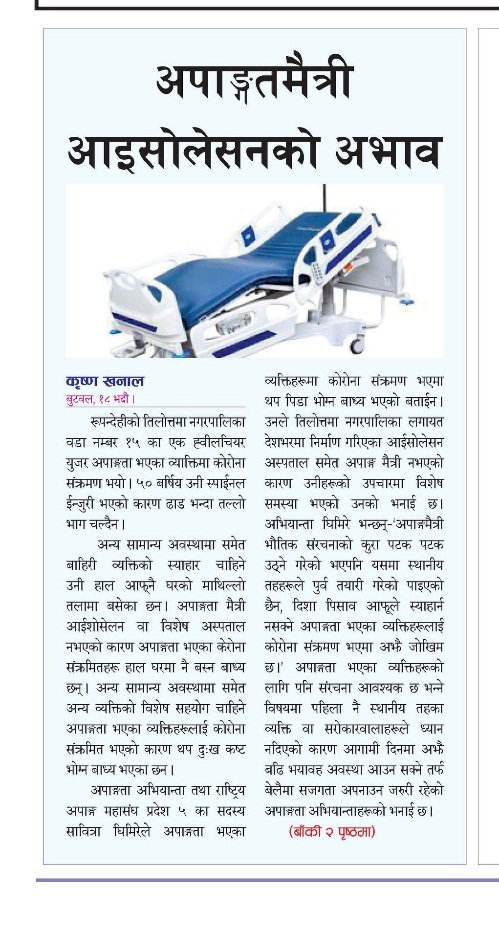 अपाङ्गतमैत्री
आइसोलेसनको अभाव
कृष्ण खनाल
बुटवल, १८ भदौ ।
रूपन्देहीको तिलोत्तमा नगरपालिका
वडा नम्बर १५ का एक ह्वीलचियर
युजर अपाङ्गता भएका व्याक्तिमा कोरोना
संक्रमण भयो । ५० बर्षिय उनी स्पाईनल
ईन्जुरी भएको कारण ढाड भन्दा तल्लो
भाग चल्दैन ।
अन्य सामान्य अवस्थामा समेत
बाहिरी व्यक्तिको स्याहार चाहिने
उनी हाल आफूनै घरको माथिल्लो
तलामा बसेका छन । अपाङ्गता मैत्री
आईशोसेलन वा विशेष अस्पताल
नभएको कारण अपाङ्गता भएका केरोना
संक्रमितहरू हाल घरमा नै बस्न बाध्य
छन् । अन्य सामान्य अवस्थामा समेत
अन्य व्यक्तिको विशेष सहयोग चाहिने
अपाङ्गता भएका व्यक्तिहरूलाई कोरोना
संक्रमित भएको कारण थप दुःख कष्ट
भोग्न बाध्य भएका छन ।
अपाङ्गता अभियान्ता तथा राष्ट्रिय
अपाङ्ग महासंघ प्रदेश ५ का सदस्य
सावित्रा घिमिरेले अपाङ्गता भएका
व्यक्तिहरूमा कोरोना संक्रमण भएमा
थप पिडा भोग्न बाध्य भएको बताईन ।
उनले तिलोत्तमा नगरपालिका लगायत
देशभरमा निर्माण गरिएका आईसोलेसन
अस्पताल समेत अपाङ्ग मैत्री नभएको
कारण उनीहरूको उपचारमा विशेष
समस्या भएको उनको भनाई छ ।
अभियान्ता घिमिरे भन्छन्-‘अपाङ्गमैत्री
भौतिक संरचनाको कुरा पटक पटक
उठ्ने गरेको भएपनि यसमा स्थानीय
तहहरूले पुर्व तयारी गरेको पाइएको
छैन, दिशा पिसाव आफूले स्याहार्न
नसक्ने अपाङ्गता भएका व्यक्तिहरूलाई
कोरोना संक्रमण भएमा अझै जोखिम
छ ।’ अपाङ्गता भएका व्यक्तिहरूको
लागि पनि संरचना आवश्यक छ भन्ने
विषयमा पहिला नै स्थानीय तहका
व्यक्ति वा सरोकारवालाहरूले ध्यान
नदिएको कारण आगामी दिनमा अझै
बढि भयावह अवस्था आउन सक्ने तर्फ
बेलैमा सजगता अपनाउन जरुरी रहेको
अपाङ्गता अभियान्ताहरूको भनाई छ ।
(बाँकी २ पृष्ठमा)